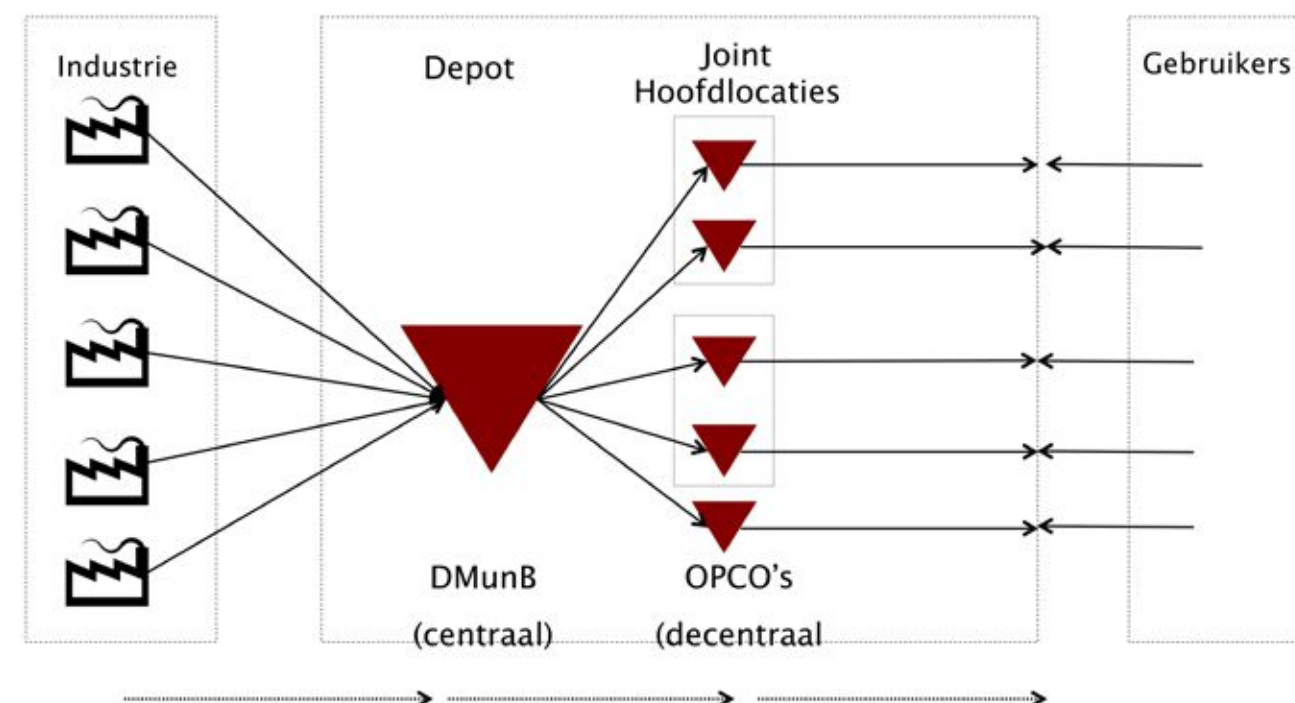 Industrie
Depot
Joint
Hoofdlocaties
Gebruikers
DMunB
(centraal)
OPCO's
(decentraal